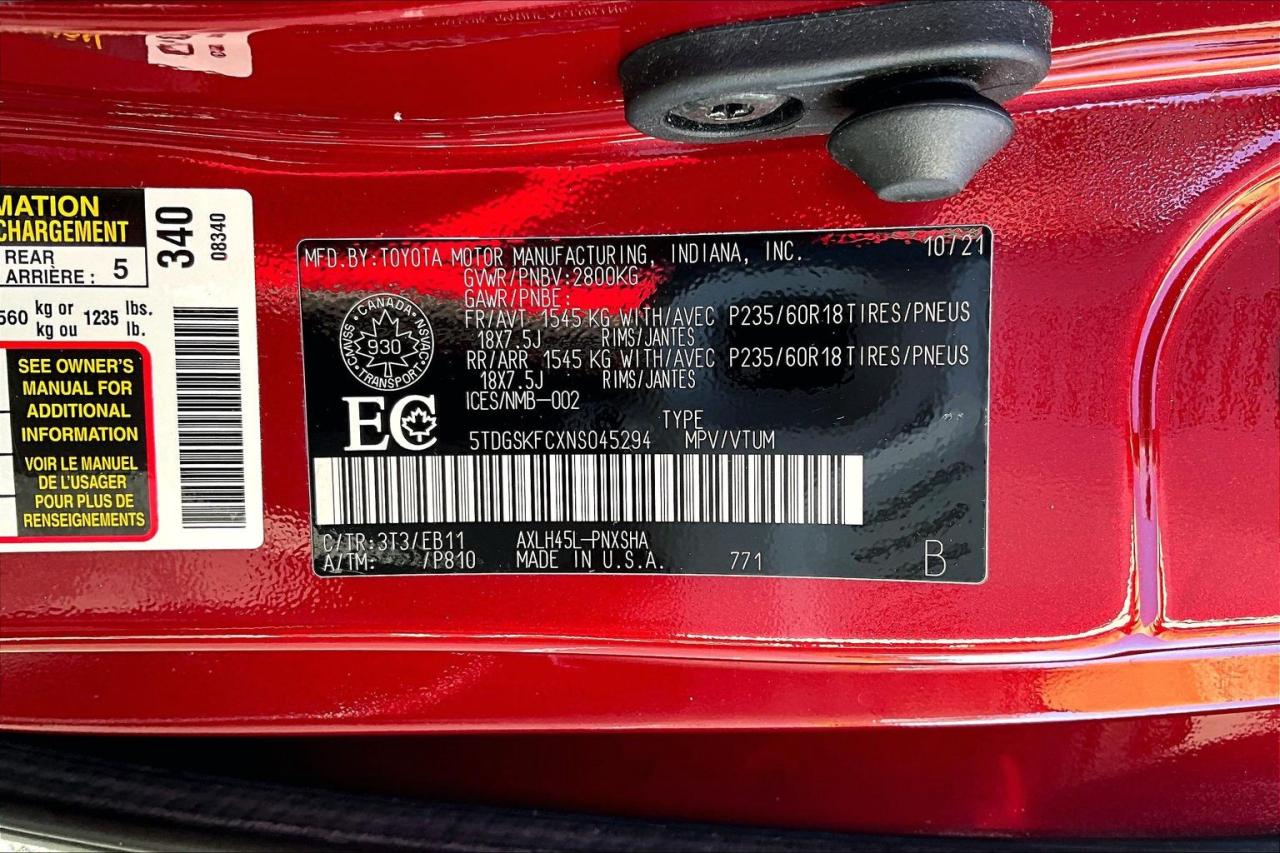 MATION
CHARGEMENT
REAR
ARRIÈRE : 5
560 kg or 1235 lbs.
kg ou lb.
SEE OWNER'S
MANUAL FOR
ADDITIONAL
INFORMATION
VOIR LE MANUEL
DE L'USAGER
POUR PLUS DE
RENSEIGNEMENTS
340
08340
MFD.BY:TOYOTA MOTOR MANUFACTURING, INDIANA, INC. 10/21
GVWR/PNBV:2800KG
GAWR/PNBE:
FR/AVT 1545 KG WITH/AVEC P235/60R18 TIRES/PNEUS
18X7.5J RIMS/JANTES
RR/ARR 1545 KG WITH/AVEC P235/60R18 TIRES/PNEUS
18X7.5J RIMS/JANTES
ICES/NMB-002
CANADA
CMVSS NSVAC
930
TRANSPORT
EC
TYPE
5TDGSKFCXNS045294 MPV/VTUM
C/TR:3T3/EB11 AXLH45L-PNXSHA
A/TM: /P810 MADE IN U.S.A. 771 B